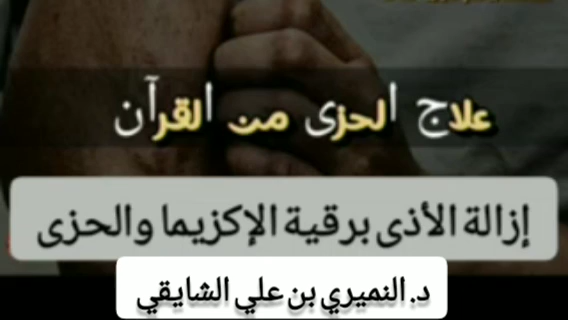 علاج الحزى من القرآن
إزالة الأذى برقية الإكزيما والحزى
د. النميري بن علي الشايقي